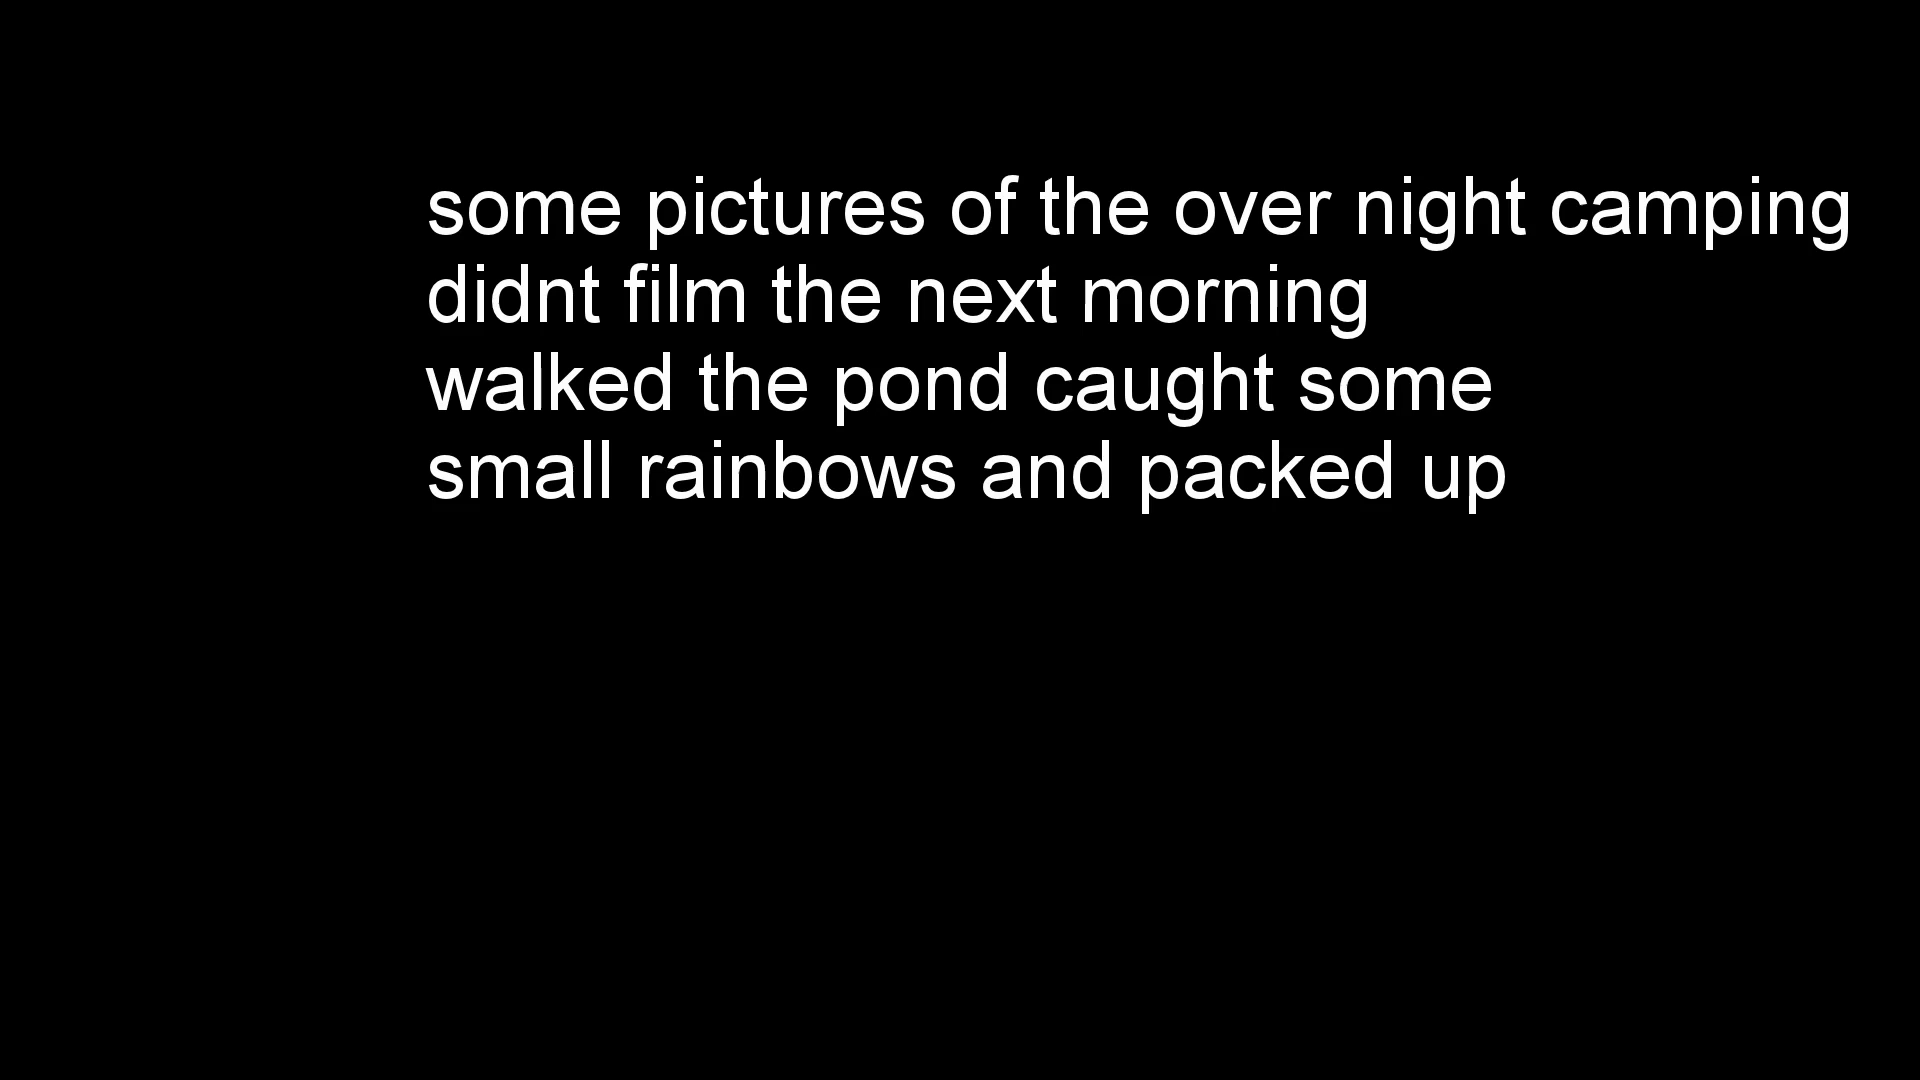 some pictures of the over night camping
didnt film the next morning
walked the pond caught some
small rainbows and packed up